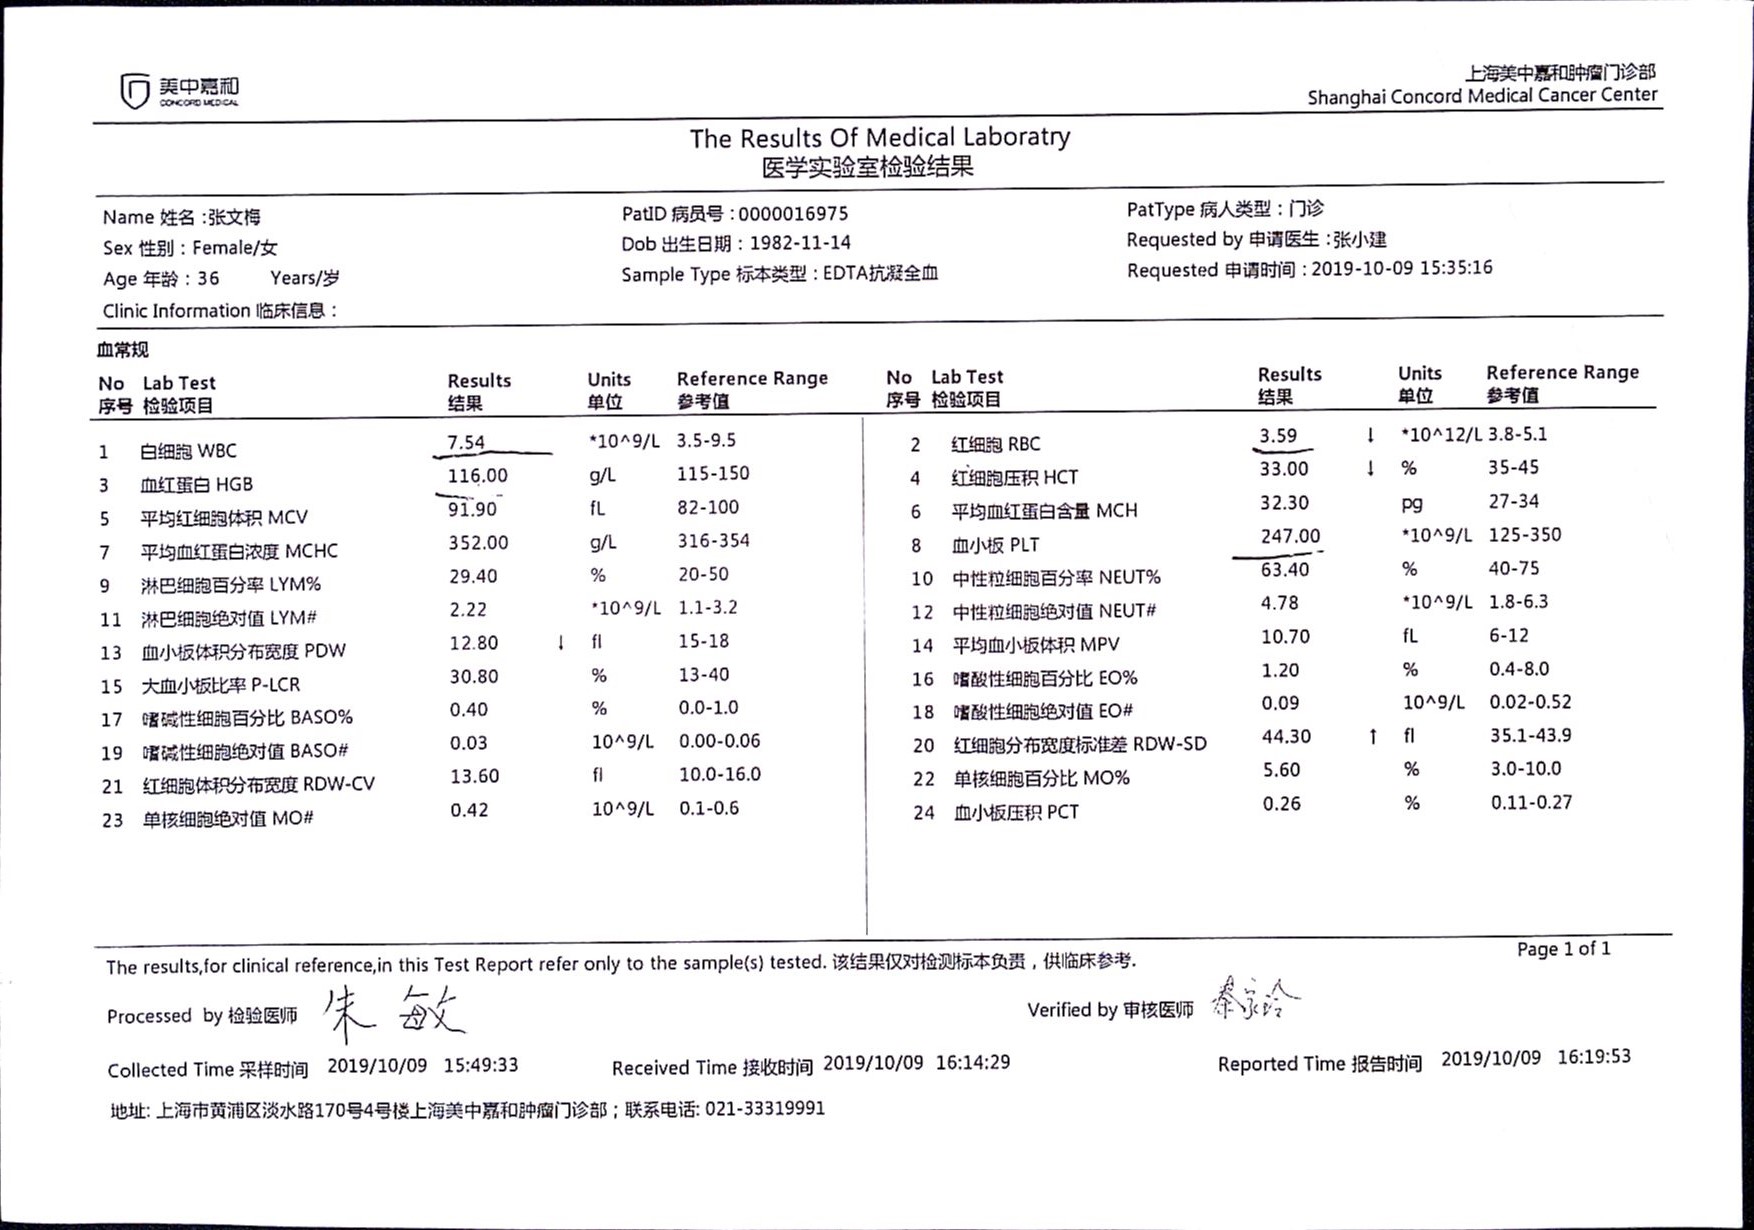 美中嘉和
CONCORD MEDICAL
上海美中嘉和肿瘤门诊部
Shanghai Concord Medical Cancer Center
The Results Of Medical Laboratry
医学实验室检验结果
Name 姓名 :张文梅 PatID 病员号 : 0000016975 PatType 病人类型 : 门诊
Sex 性别 : Female/女 Dob 出生日期 : 1982-11-14 Requested by 申请医生 :张小建
Age 年龄 : 36 Years/岁 Sample Type 标本类型 : EDTA抗凝全血 Requested 申请时间 : 2019-10-09 15:35:16
Clinic Information 临床信息 :
血常规
No Lab Test Results Units Reference Range No Lab Test Results Units Reference Range
序号 检验项目 结果 单位 参考值 序号 检验项目 结果 单位 参考值
1 白细胞 WBC 7.54 *10^9/L 3.5-9.5 2 红细胞 RBC 3.59 ↓ *10^12/L 3.8-5.1
3 血红蛋白 HGB 116.00 g/L 115-150 4 红细胞压积 HCT 33.00 ↓ % 35-45
5 平均红细胞体积 MCV 91.90 fL 82-100 6 平均血红蛋白含量 MCH 32.30 pg 27-34
7 平均血红蛋白浓度 MCHC 352.00 g/L 316-354 8 血小板 PLT 247.00 *10^9/L 125-350
9 淋巴细胞百分率 LYM% 29.40 % 20-50 10 中性粒细胞百分率 NEUT% 63.40 % 40-75
11 淋巴细胞绝对值 LYM# 2.22 *10^9/L 1.1-3.2 12 中性粒细胞绝对值 NEUT# 4.78 *10^9/L 1.8-6.3
13 血小板体积分布宽度 PDW 12.80 ↓ fl 15-18 14 平均血小板体积 MPV 10.70 fL 6-12
15 大血小板比率 P-LCR 30.80 % 13-40 16 嗜酸性细胞百分比 EO% 1.20 % 0.4-8.0
17 嗜碱性细胞百分比 BASO% 0.40 % 0.0-1.0 18 嗜酸性细胞绝对值 EO# 0.09 10^9/L 0.02-0.52
19 嗜碱性细胞绝对值 BASO# 0.03 10^9/L 0.00-0.06 20 红细胞分布宽度标准差 RDW-SD 44.30 ↑ fl 35.1-43.9
21 红细胞体积分布宽度 RDW-CV 13.60 fl 10.0-16.0 22 单核细胞百分比 MO% 5.60 % 3.0-10.0
23 单核细胞绝对值 MO# 0.42 10^9/L 0.1-0.6 24 血小板压积 PCT 0.26 % 0.11-0.27
Page 1 of 1
The results,for clinical reference,in this Test Report refer only to the sample(s) tested. 该结果仅对检测标本负责，供临床参考.
Processed by 检验医师 朱敏 Verified by 审核医师 秦家玲
Collected Time 采样时间 2019/10/09 15:49:33 Received Time 接收时间 2019/10/09 16:14:29 Reported Time 报告时间 2019/10/09 16:19:53
地址: 上海市黄浦区淡水路170号4号楼上海美中嘉和肿瘤门诊部；联系电话: 021-33319991